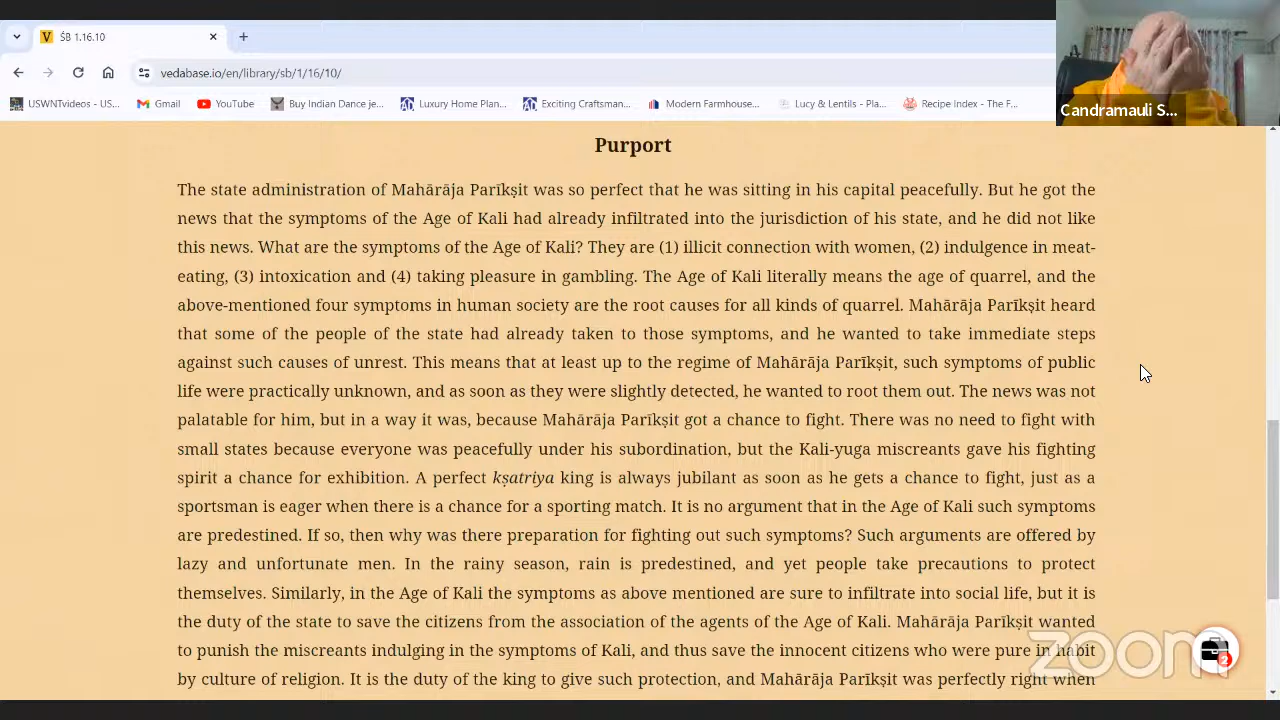 ŚB 1.16.10
vedabase.io/en/library/sb/1/16/10/
USWNTvideos - US...
Gmail
YouTube
Buy Indian Dance je...
Luxury Home Plan...
Exciting Craftsman...
Modern Farmhouse...
Lucy & Lentils - Pla...
Recipe Index - The F...
Candramauli S...
Purport
The state administration of Mahārāja Parīkṣit was so perfect that he was sitting in his capital peacefully. But he got the
news that the symptoms of the Age of Kali had already infiltrated into the jurisdiction of his state, and he did not like
this news. What are the symptoms of the Age of Kali? They are (1) illicit connection with women, (2) indulgence in meat-
eating, (3) intoxication and (4) taking pleasure in gambling. The Age of Kali literally means the age of quarrel, and the
above-mentioned four symptoms in human society are the root causes for all kinds of quarrel. Mahārāja Parīkṣit heard
that some of the people of the state had already taken to those symptoms, and he wanted to take immediate steps
against such causes of unrest. This means that at least up to the regime of Mahārāja Parīkṣit, such symptoms of public
life were practically unknown, and as soon as they were slightly detected, he wanted to root them out. The news was not
palatable for him, but in a way it was, because Mahārāja Parīkṣit got a chance to fight. There was no need to fight with
small states because everyone was peacefully under his subordination, but the Kali-yuga miscreants gave his fighting
spirit a chance for exhibition. A perfect kṣatriya king is always jubilant as soon as he gets a chance to fight, just as a
sportsman is eager when there is a chance for a sporting match. It is no argument that in the Age of Kali such symptoms
are predestined. If so, then why was there preparation for fighting out such symptoms? Such arguments are offered by
lazy and unfortunate men. In the rainy season, rain is predestined, and yet people take precautions to protect
themselves. Similarly, in the Age of Kali the symptoms as above mentioned are sure to infiltrate into social life, but it is
the duty of the state to save the citizens from the association of the agents of the Age of Kali. Mahārāja Parīkṣit wanted
to punish the miscreants indulging in the symptoms of Kali, and thus save the innocent citizens who were pure in habit
by culture of religion. It is the duty of the king to give such protection, and Mahārāja Parīkṣit was perfectly right when
zoom
2